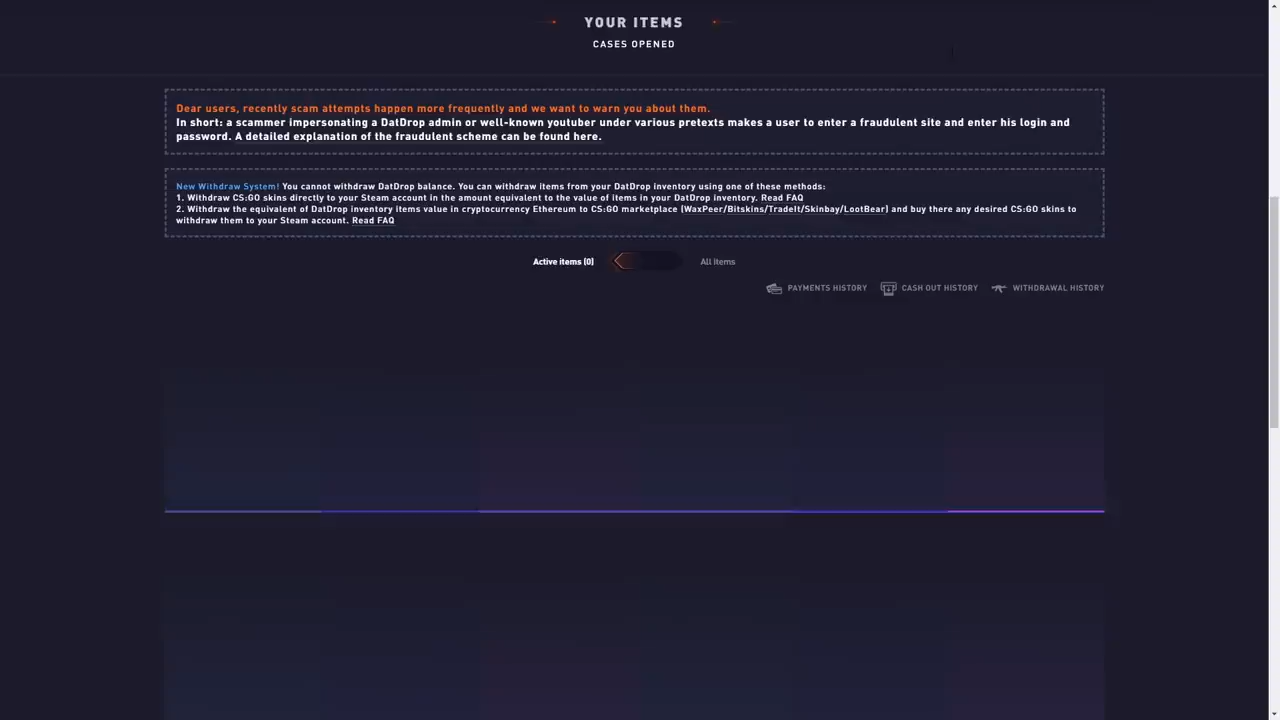 YOUR ITEMS
CASES OPENED
Dear users, recently scam attempts happen more frequently and we want to warn you about them.
In short: a scammer impersonating a DatDrop admin or well-known youtuber under various pretexts makes a user to enter a fraudulent site and enter his login and
password. A detailed explanation of the fraudulent scheme can be found here.
New Withdraw System! You cannot withdraw DatDrop balance. You can withdraw items from your DatDrop inventory using one of these methods:
1. Withdraw CS:GO skins directly to your Steam account in the amount equivalent to the value of items in your DatDrop inventory. Read FAQ
2. Withdraw the equivalent of DatDrop inventory items value in cryptocurrency Ethereum to CS:GO marketplace (WaxPeer/Bitskins/TradeIt/Skinbay/LootBear) and buy there any desired CS:GO skins to
withdraw them to your Steam account. Read FAQ
Active items (0) All items
PAYMENTS HISTORY CASH OUT HISTORY WITHDRAWAL HISTORY